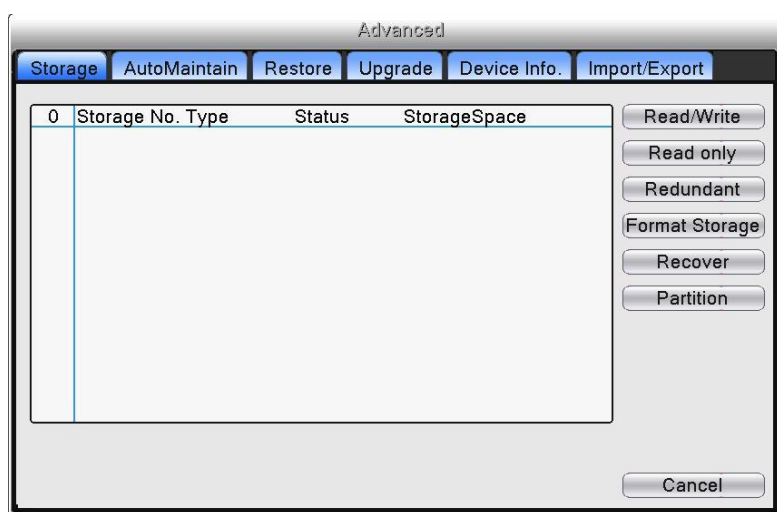 Advanced
Storage AutoMaintain Restore Upgrade Device Info. Import/Export
0 Storage No. Type Status StorageSpace
Read/Write
Read only
Redundant
Format Storage
Recover
Partition
Cancel